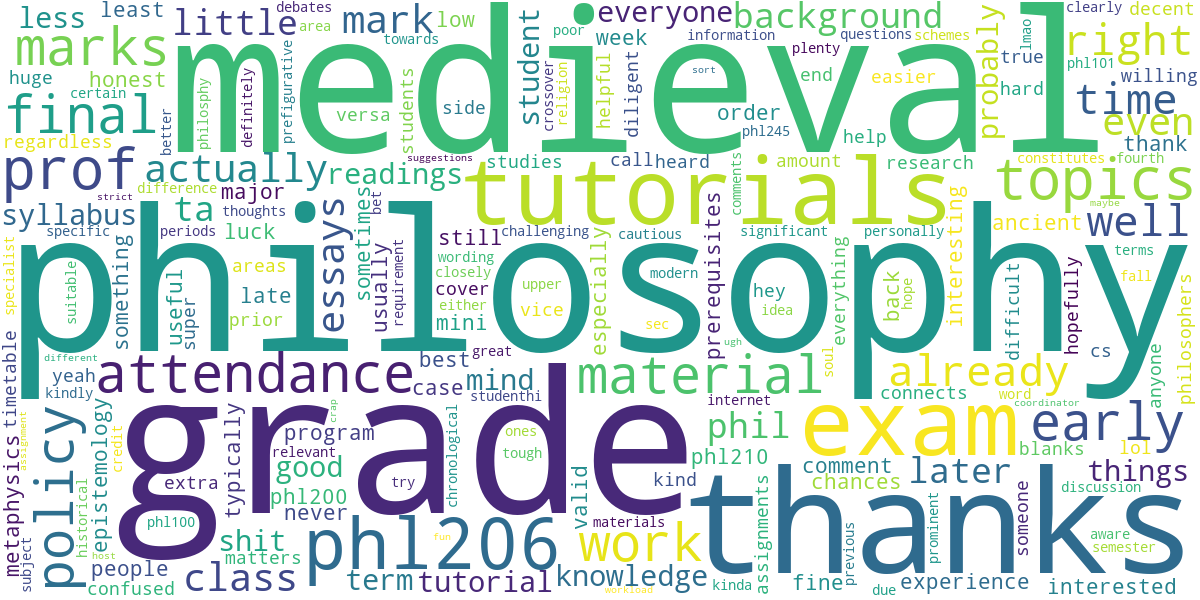 less least little mark low everyone background debates area clearly decent
marks medieval right
huge honest student week poor information questions schemes true lmao phl101 willing
certain final better philosophy definitely prefigurative versa students side towards crossover religion helpful diligent sort plenty end easier order phl245 help probably hard time even
regardless thank
prof actually readings suggestions studies call heard comments amount research constitutes fourth
strict difference major tutorials topics maybe
syllabus ta thoughts sometimes bet prerequisites ancient well
specialist specific periods luck essays still challenging cautious significant personally terms
something areas usually requirement wording closely cover either upper modern especially hey everything back hope interesting fall
suitable useful super late prior philosophy mini vice sec idea difficult hopefully philosophers
timetable different yeah kindly attendance best great ugh soul already cs anyone
case mind studenthi material connects word coordinator
policy metaphysics epistemology credit assignment grade crap program relevant internet phil exam early
typically good chronological ones tough phl210 blanks lol
extra phl200 try kind comment chances later things
historical phl100 never valid assignments discussion
subject host shit matters phl206 fun materials work thanks previous prominent someone aware semester
people confused class term tutorial knowledge workload kinda fine due experience interested